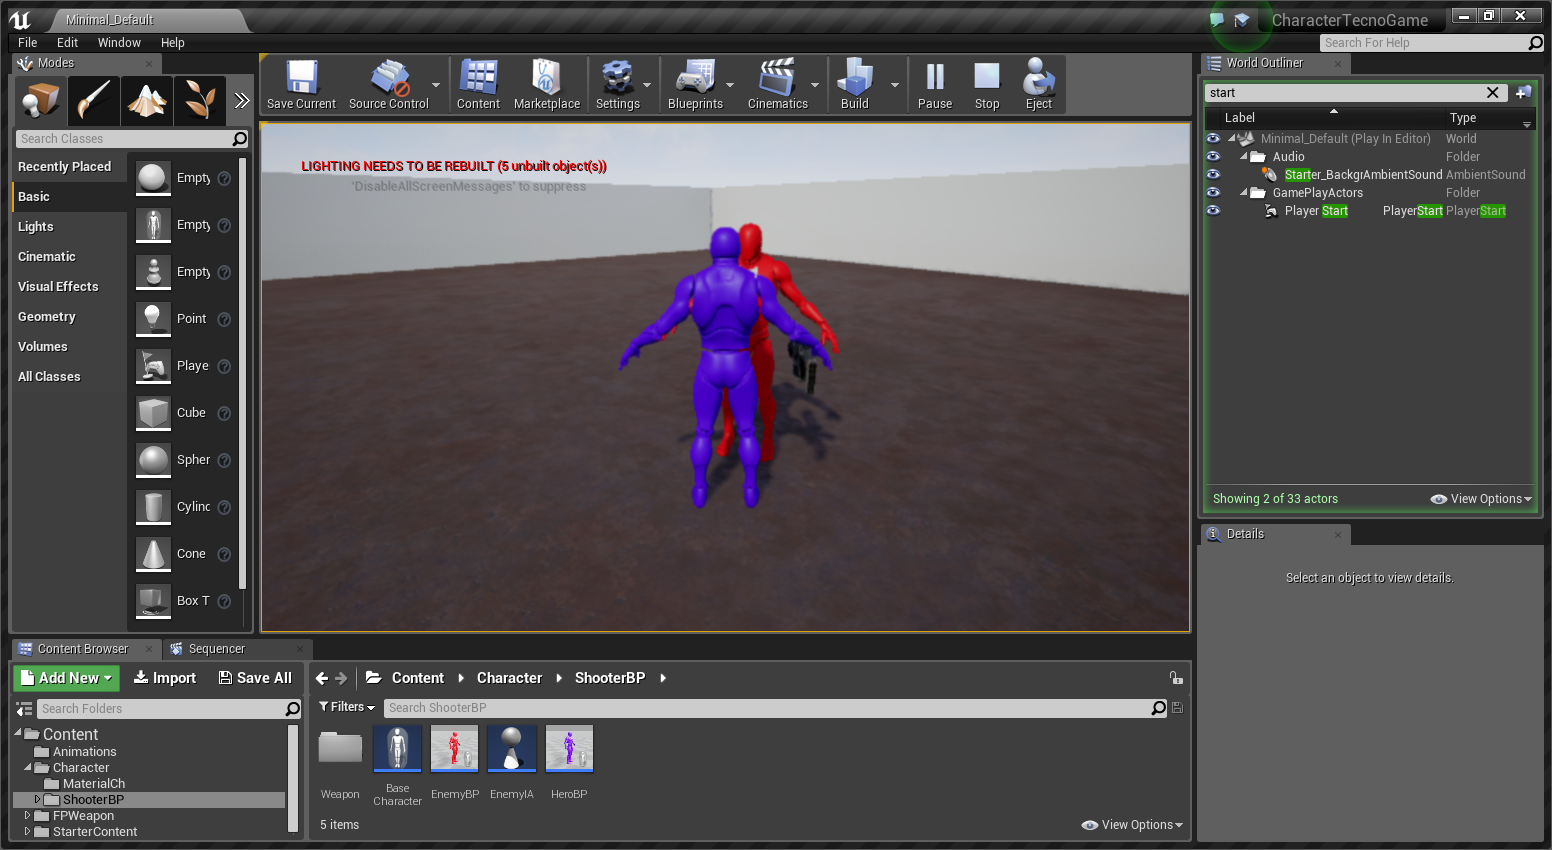 Minimal_Default
CharacterTecnoGame
File Edit Window Help
Search For Help
Modes
Search Classes
Recently Placed
Basic
Lights
Cinematic
Visual Effects
Geometry
Volumes
All Classes
Empty
Empty
Empty
Point
Playe
Cube
Spher
Cylinc
Cone
Box T
Save Current
Source Control
Content
Marketplace
Settings
Blueprints
Cinematics
Build
Pause
Stop
Eject
LIGHTING NEEDS TO BE REBUILT (5 unbuilt object(s))
'DisableAllScreenMessages' to suppress
World Outliner
start
Label Type
Minimal_Default (Play In Editor) World
Audio Folder
Starter_BackgrAmbientSound AmbientSound
GamePlayActors Folder
Player Start PlayerStart PlayerStart
Showing 2 of 33 actors
View Options
Details
Select an object to view details.
Content Browser
Sequencer
Add New
Import
Save All
Content
Character
ShooterBP
Search Folders
Filters
Search ShooterBP
Content
Animations
Character
MaterialCh
ShooterBP
FPWeapon
StarterContent
Weapon
Base
Character
EnemyBP
EnemyIA
HeroBP
5 items
View Options